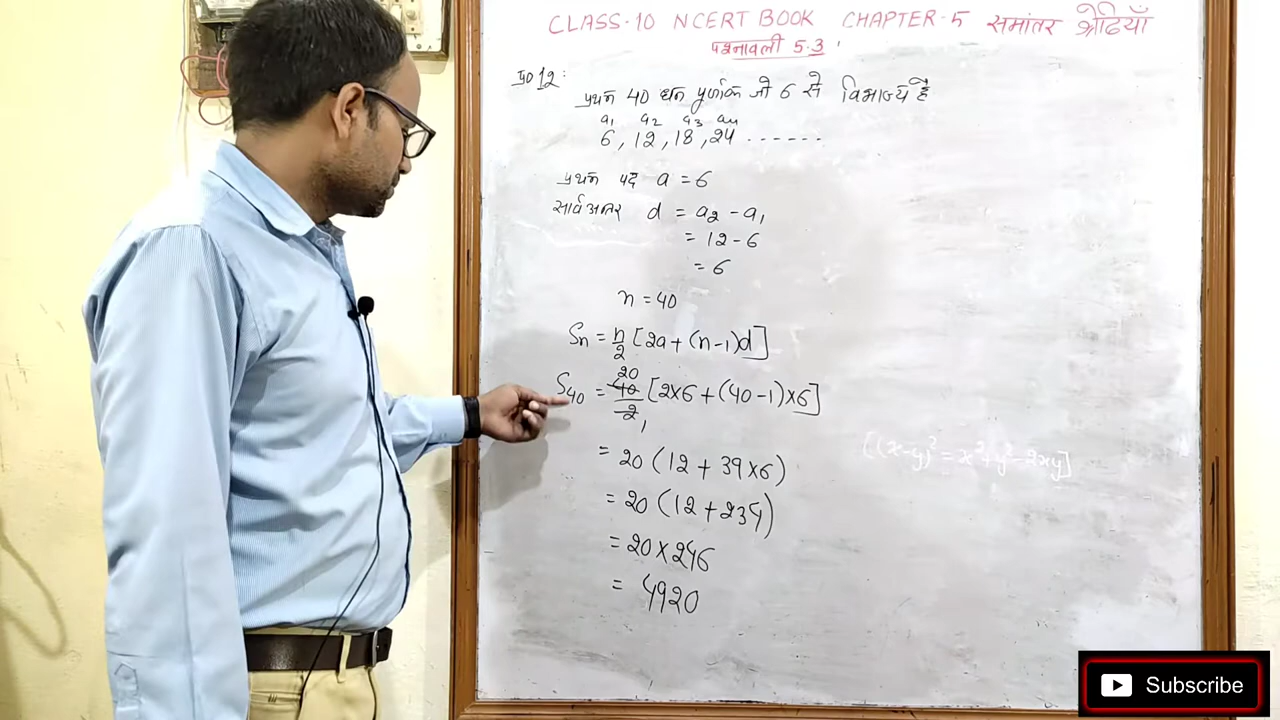 CLASS-10 NCERT BOOK CHAPTER-5 समांतर श्रेढियाँ
प्रश्नावली 5.3
प्र० 12:
प्रथम 40 धन पूर्णांक जो 6 से विभाज्य हैं
a₁ a₂ a₃ a₄
6, 12, 18, 24 ......
प्रथम पद a = 6
सार्वअन्तर d = a₂ - a₁
= 12 - 6
= 6
n = 40
Sn = n/2 [2a + (n-1)d]
20
S₄₀ = 40/2 [2×6 + (40-1)×6]
1
= 20 (12 + 39×6)
[(x-y)² = x²+y²-2xy]
= 20 (12 + 234)
= 20 × 246
= 4920
Subscribe